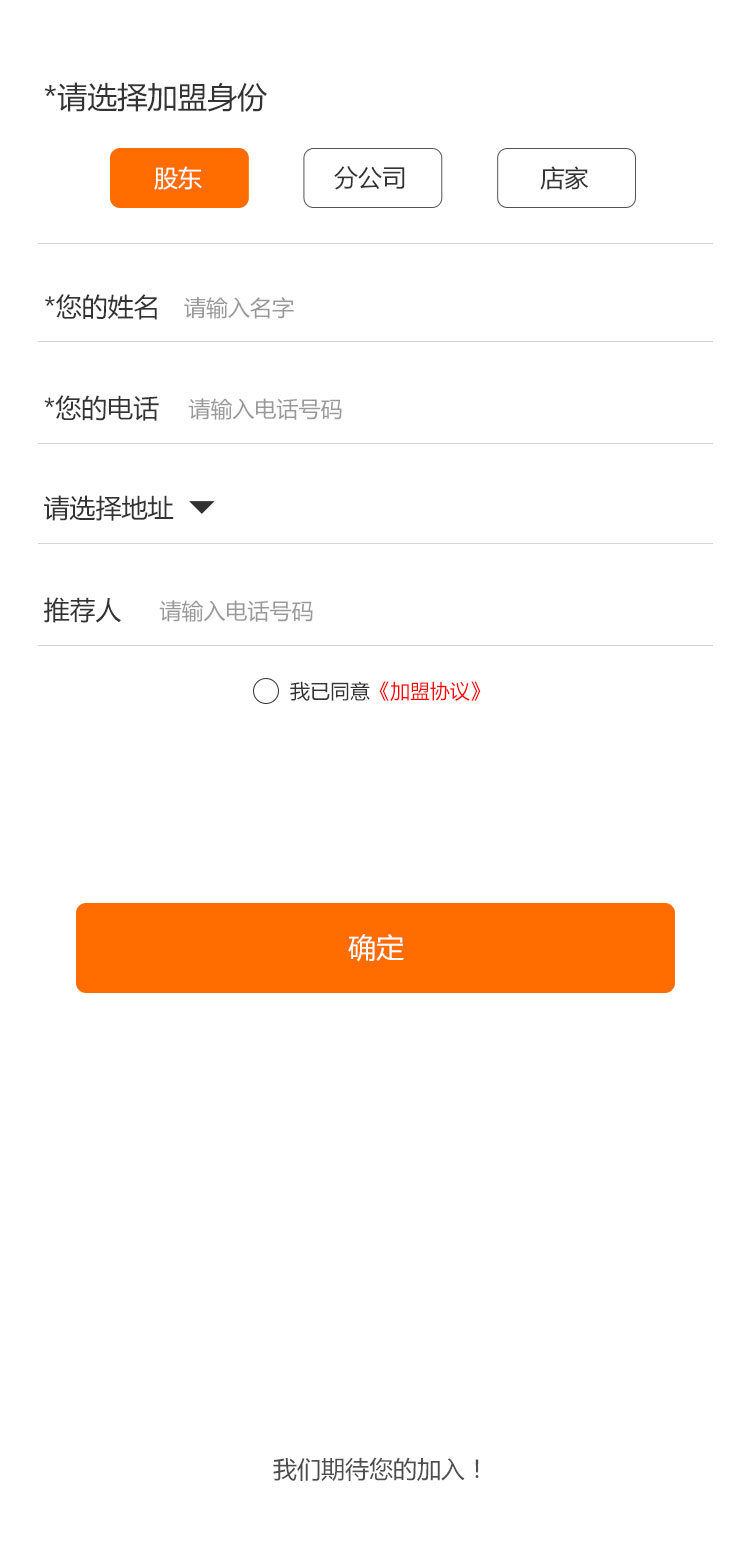 *请选择加盟身份
股东 分公司 店家
*您的姓名 请输入名字
*您的电话 请输入电话号码
请选择地址
推荐人 请输入电话号码
我已同意《加盟协议》
确定
我们期待您的加入！